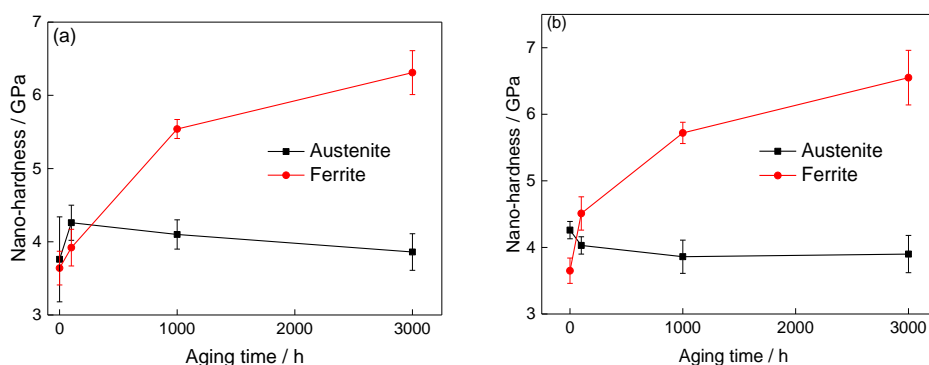 (a)
7
6
5
4
3
Nano-hardness / GPa
Austenite
Ferrite
0 1000 2000 3000
Aging time / h
(b)
7
6
5
4
3
Nano-hardness / GPa
Austenite
Ferrite
0 1000 2000 3000
Aging time / h